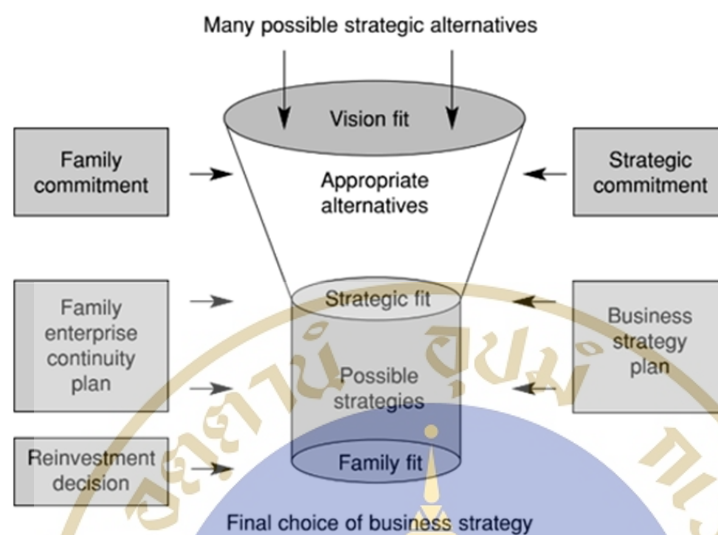 Many possible strategic alternatives
Vision fit
Family
commitment
Appropriate
alternatives
Strategic
commitment
Family
enterprise
continuity
plan
Strategic fit
Possible
strategies
Business
strategy
plan
Reinvestment
decision
Family fit
Final choice of business strategy